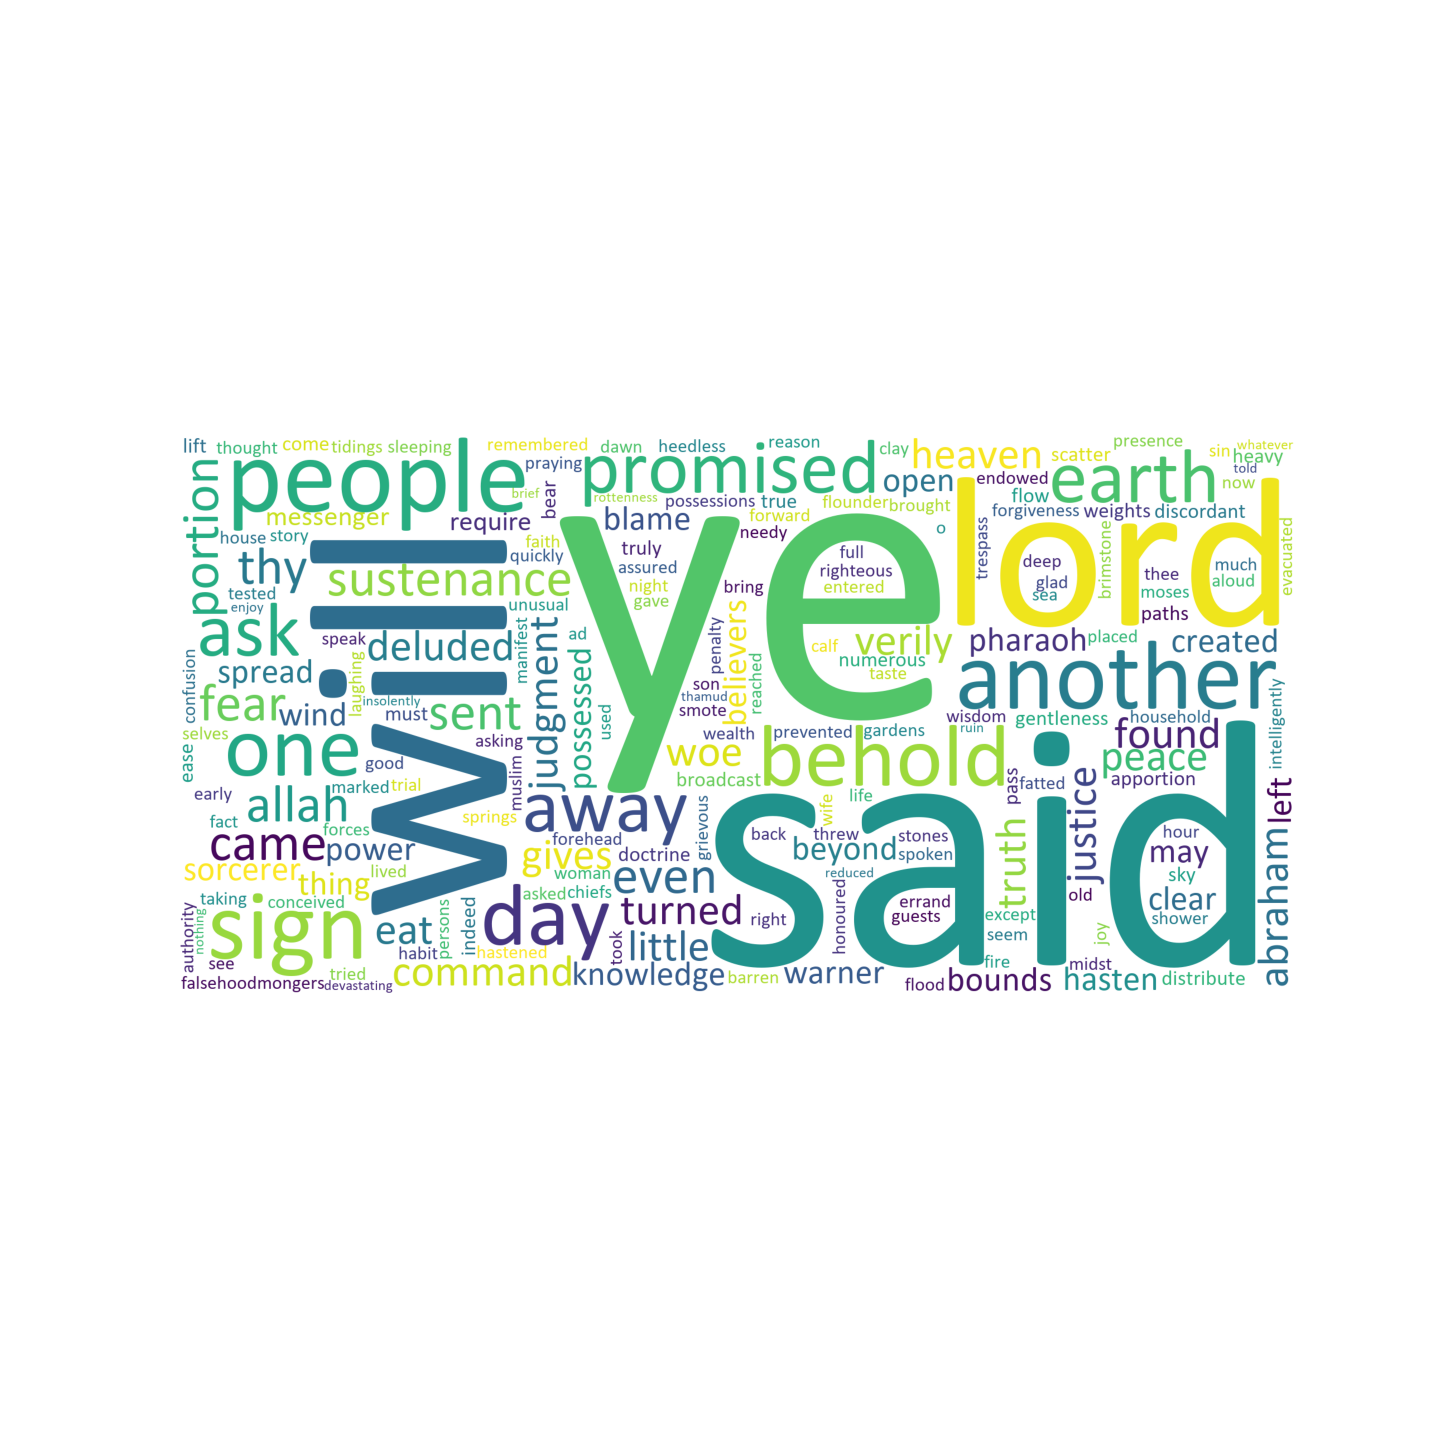 lift thought come tidings sleeping remembered dawn heedless reason clay heaven scatter presence sin whatever heavy
people praying promised open endowed earth told now
portion messenger brief bear rottenness possessions true flounder brought flow forgiveness weights discordant
house story require blame forward needy o lord
thy will faith quickly truly ye full trespass deep brimstone thee much evacuated
tested sustenance assured night bring righteous entered glad sea moses aloud
enjoy unusual gave paths
ask speak deluded manifest ad penalty believers calf verily pharaoh placed created
spread laughing judgment possessed numerous taste another
confusion fear wind insolently must sent son thamud smote reached wisdom gentleness household intelligently
selves one good asking used wealth prevented gardens ruin found
ease marked trial muslim woe broadcast behold pass fatted peace apportion
early allah springs away grievous wife life said justice left
fact forces forehead back threw stones hour
came power gives doctrine beyond spoken truth may
sorcerer thing lived woman reduced sky
taking conceived asked chiefs even honoured errand old clear abraham
authority nothing sign persons indeed day turned right guests except shower
see eat habit hastened took little seem joy
falsehoodmongers tried devastating command knowledge barren warner flood bounds fire midst hasten distribute